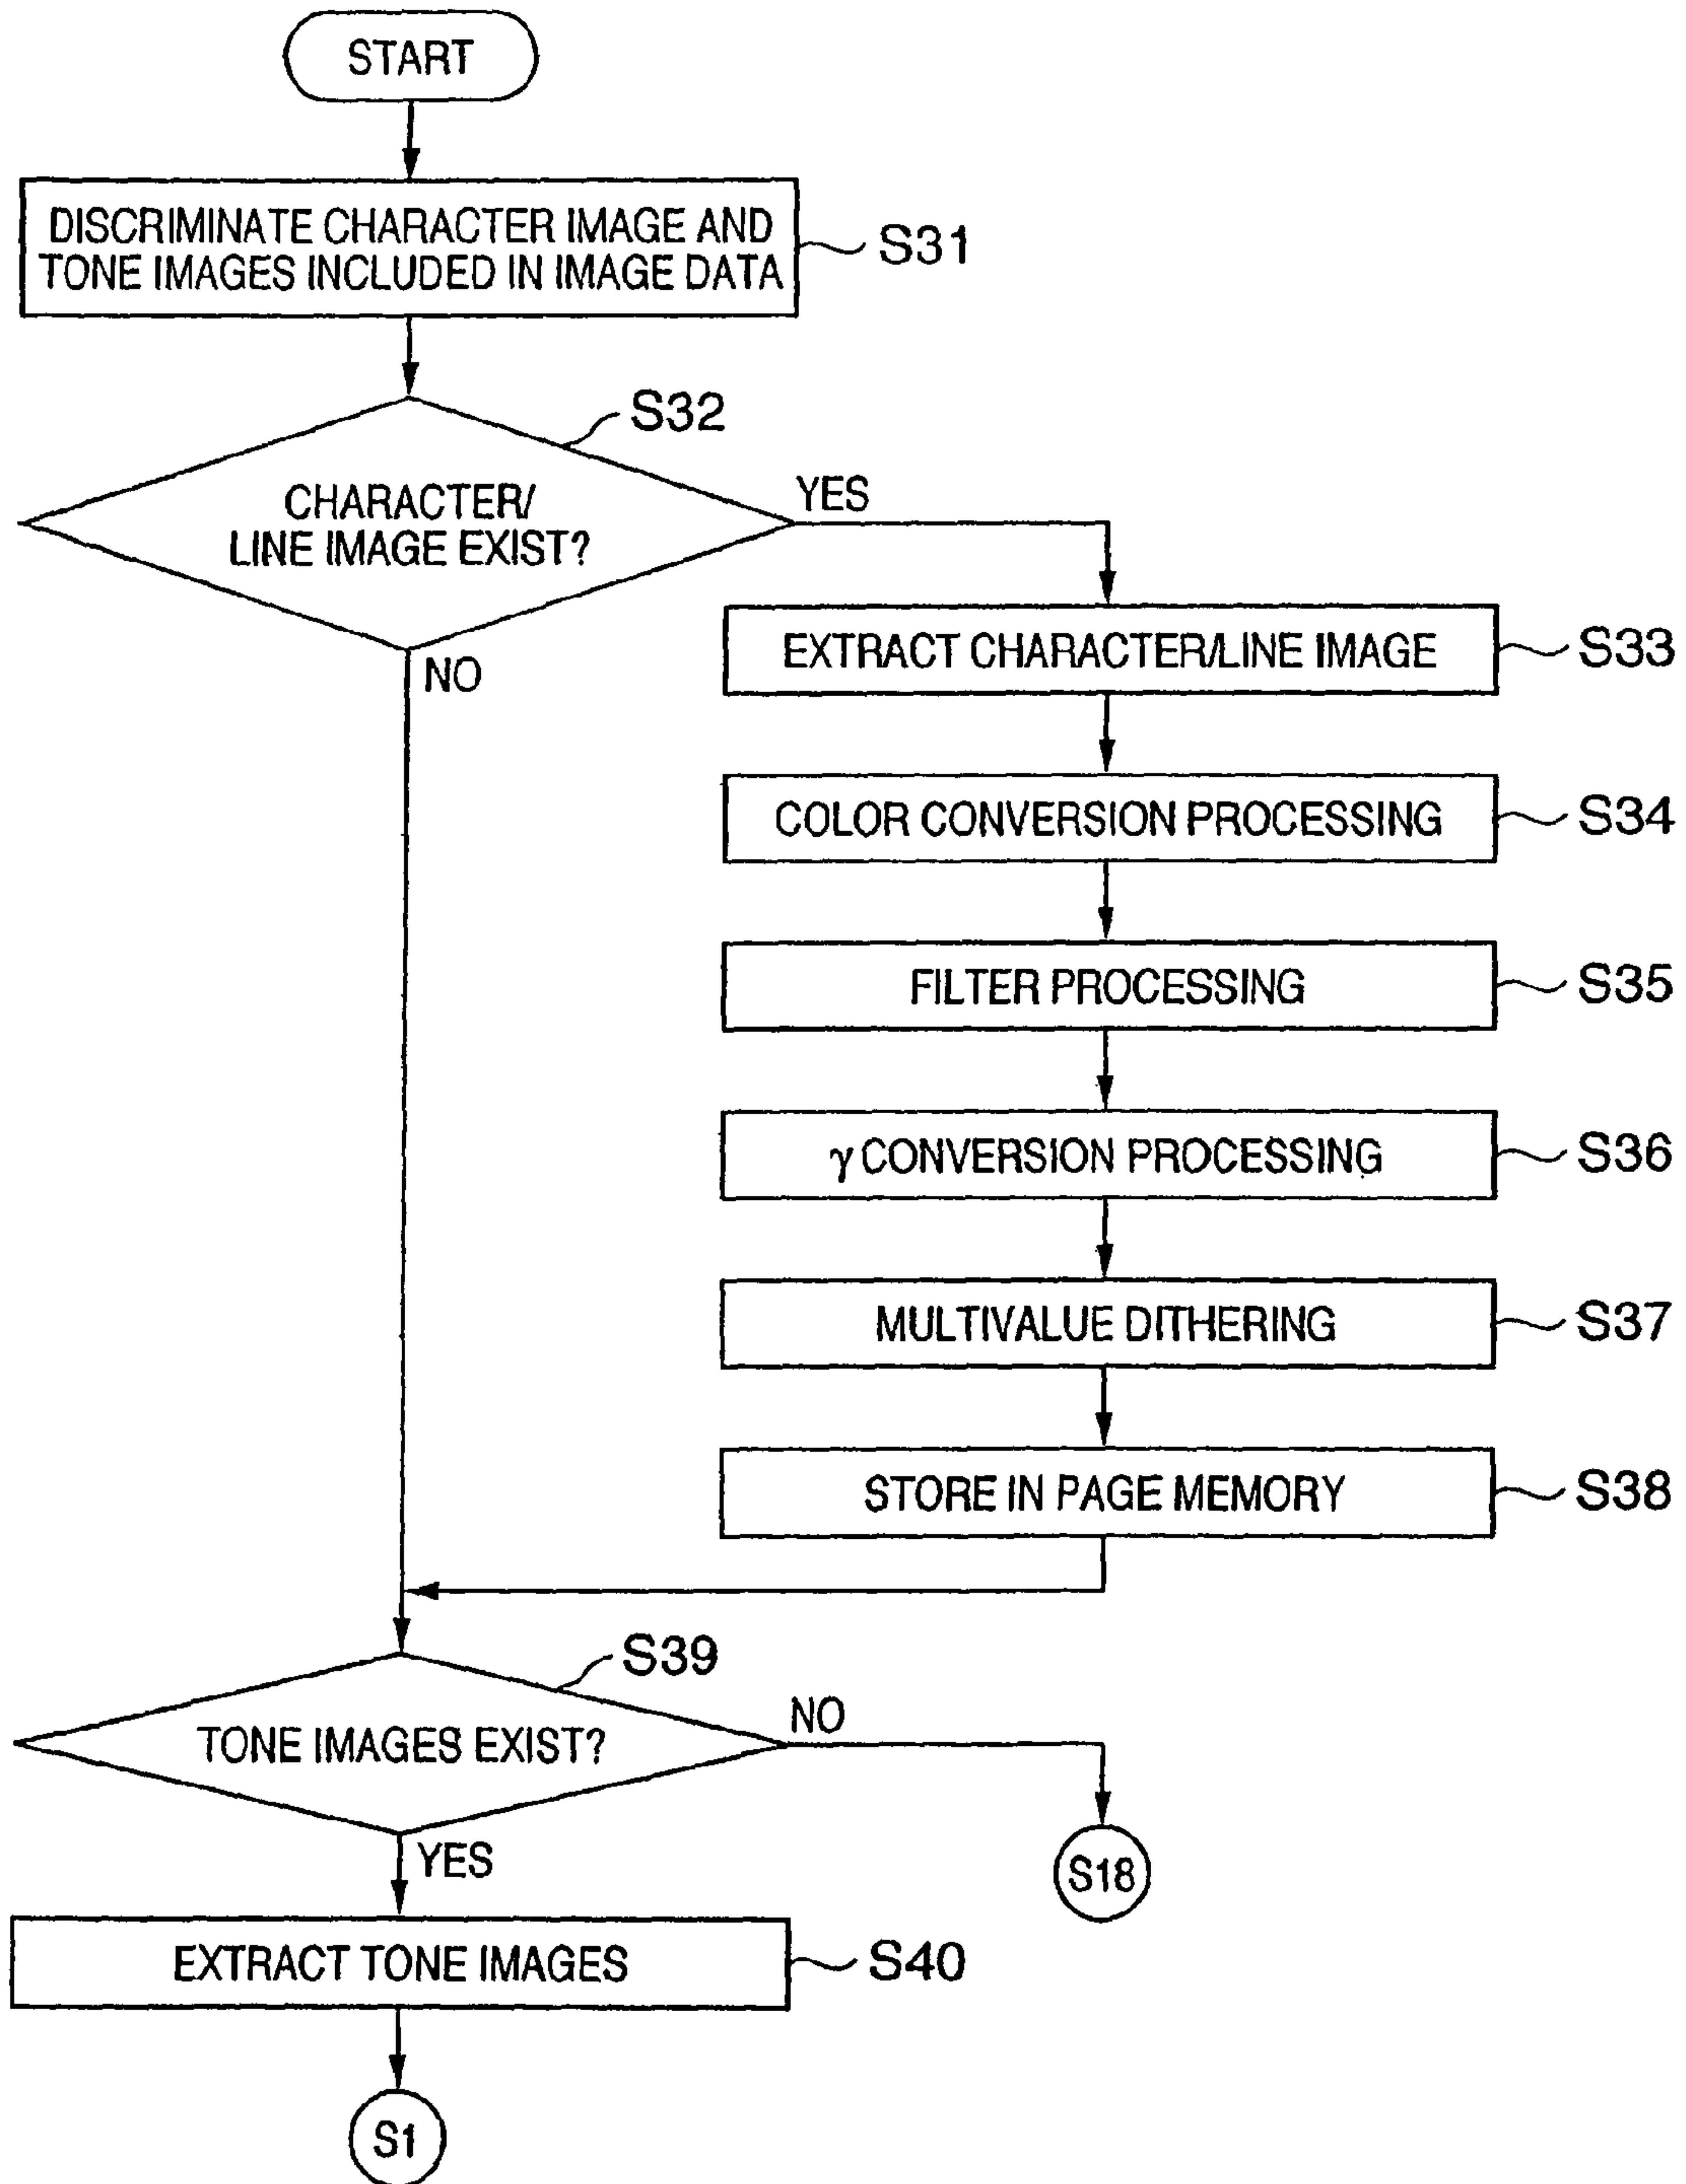 START
DISCRIMINATE CHARACTER IMAGE AND
TONE IMAGES INCLUDED IN IMAGE DATA
S31
S32
CHARACTER/
LINE IMAGE EXIST?
YES
NO
EXTRACT CHARACTER/LINE IMAGE
S33
COLOR CONVERSION PROCESSING
S34
FILTER PROCESSING
S35
γ CONVERSION PROCESSING
S36
MULTIVALUE DITHERING
S37
STORE IN PAGE MEMORY
S38
S39
TONE IMAGES EXIST?
NO
YES
S18
EXTRACT TONE IMAGES
S40
S1